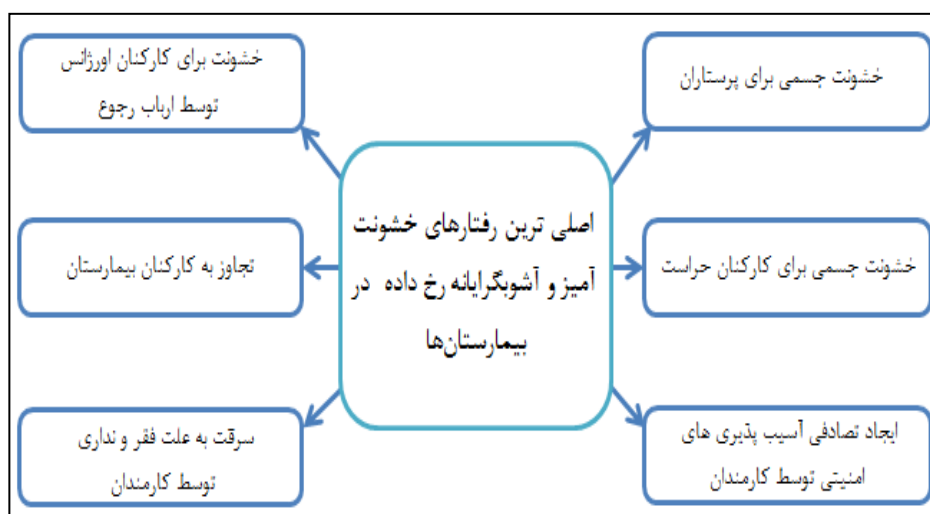 خشونت جسمی برای پرستاران
خشونت برای کارکنان اورژانس
توسط ارباب رجوع
اصلی ترین رفتارهای خشونت
آمیز و آشوبگرایانه رخ داده در
بیمارستان‌ها
خشونت جسمی برای کارکنان حراست
تجاوز به کارکنان بیمارستان
ایجاد تصادفی آسیب پذیری های
امنیتی توسط کارمندان
سرقت به علت فقر و نداری
توسط کارمندان